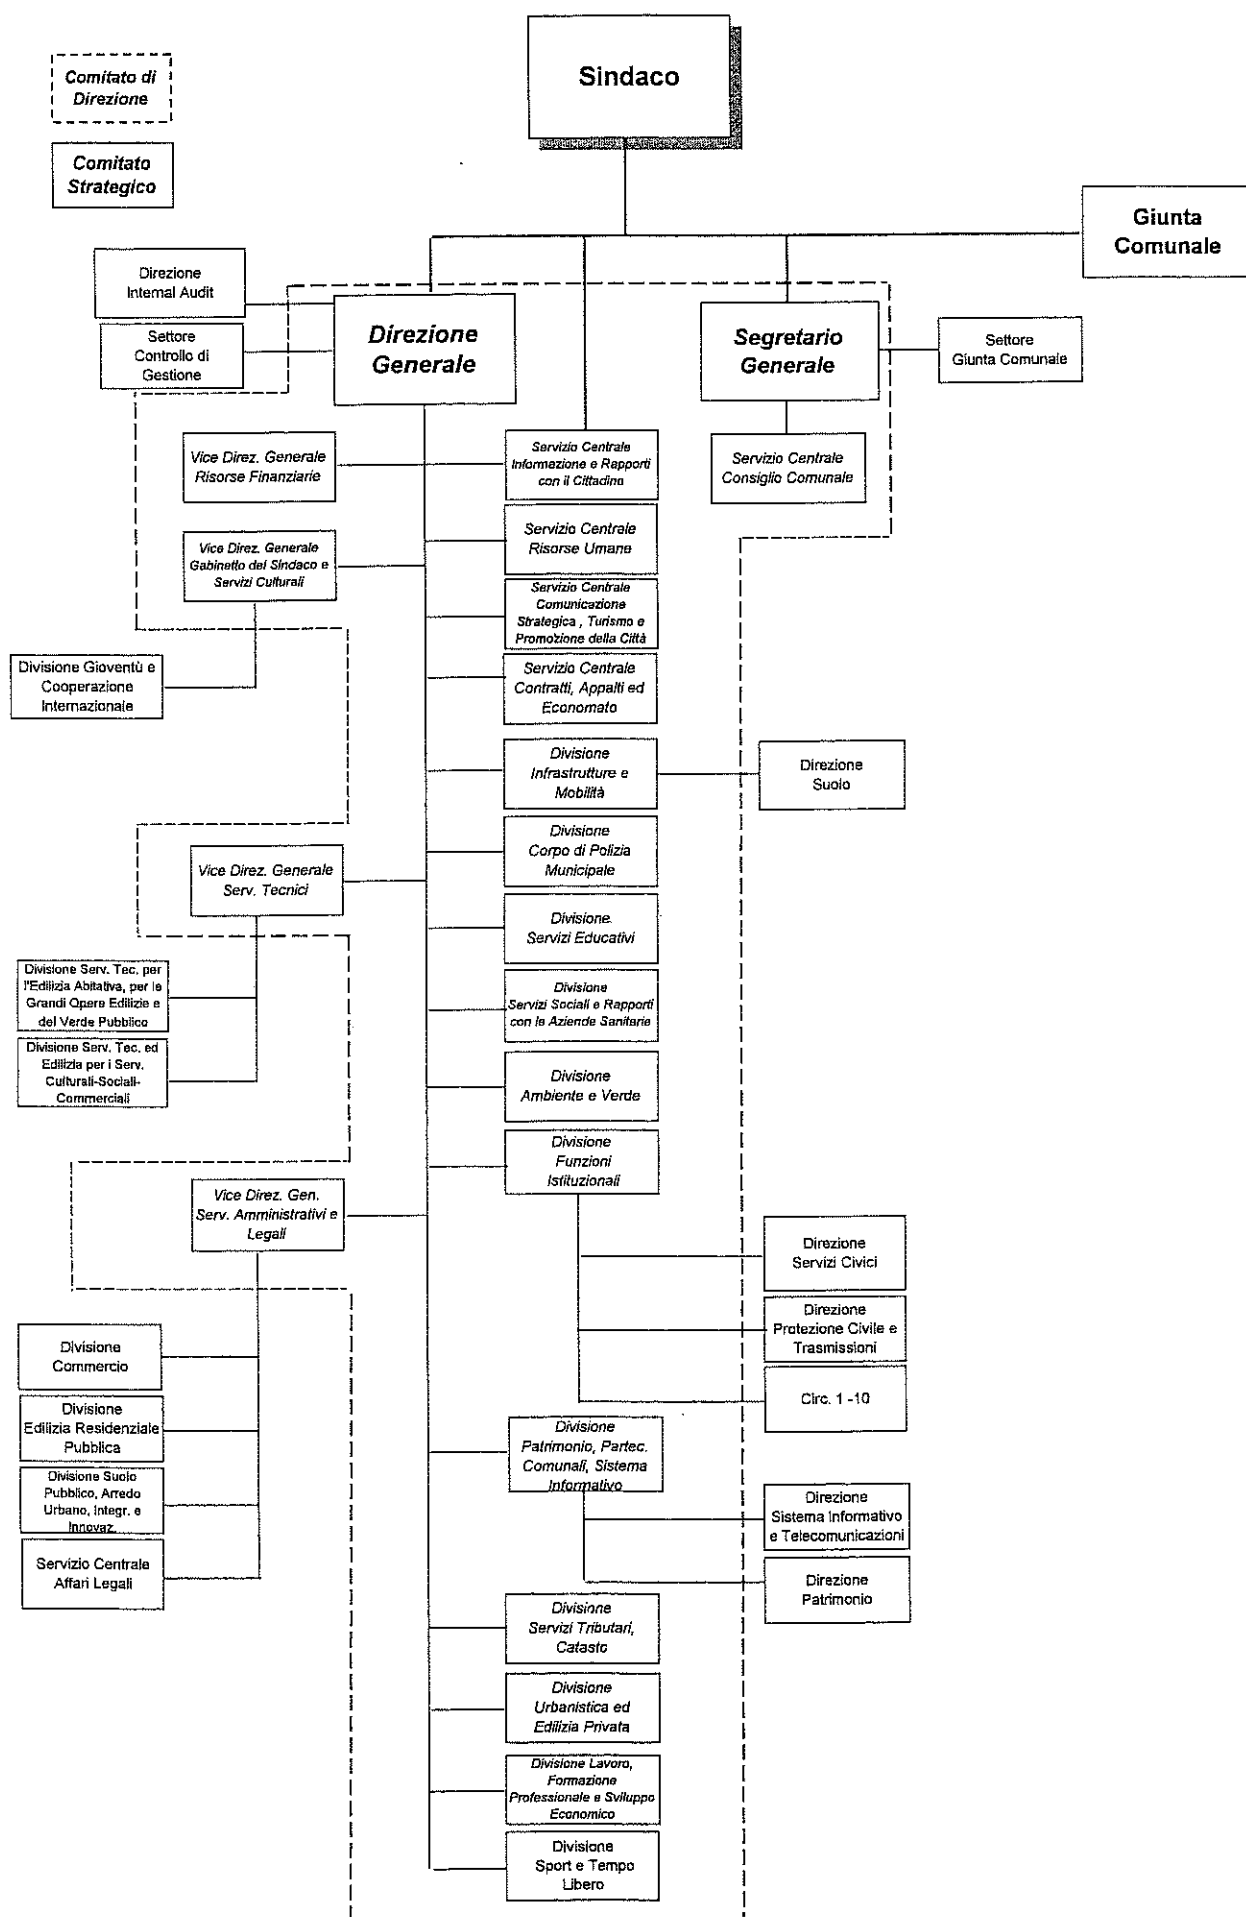 Sindaco
Comitato di
Direzione
Comitato
Strategico
Giunta
Comunale
Direzione
Internal Audit
Settore
Controllo di
Gestione
Direzione
Generale
Segretario
Generale
Settore
Giunta Comunale
Vice Direz. Generale
Risorse Finanziarie
Servizio Centrale
Informazione e Rapporti
con il Cittadino
Servizio Centrale
Consiglio Comunale
Servizio Centrale
Risorse Umane
Vice Direz. Generale
Gabinetto del Sindaco e
Servizi Culturali
Servizio Centrale
Comunicazione
Strategica , Turismo e
Promozione della Città
Divisione Gioventù e
Cooperazione
Internazionale
Servizio Centrale
Contratti, Appalti ed
Economato
Divisione
Infrastrutture e
Mobilità
Direzione
Suolo
Divisione
Corpo di Polizia
Municipale
Vice Direz. Generale
Serv. Tecnici
Divisione
Servizi Educativi
Divisione Serv. Tec. per
l'Edilizia Abitativa, per le
Grandi Opere Edilizie e
del Verde Pubblico
Divisione
Servizi Sociali e Rapporti
con le Aziende Sanitarie
Divisione Serv. Tec. ed
Edilizia per i Serv.
Culturali-Sociali-
Commerciali
Divisione
Ambiente e Verde
Divisione
Funzioni
Istituzionali
Vice Direz. Gen.
Serv. Amministrativi e
Legali
Direzione
Servizi Civici
Direzione
Protezione Civile e
Trasmissioni
Divisione
Commercio
Circ. 1 -10
Divisione
Edilizia Residenziale
Pubblica
Divisione
Patrimonio, Partec.
Comunali, Sistema
Informativo
Divisione Suolo
Pubblico, Arredo
Urbano, Integr. e
Innovaz.
Direzione
Sistema Informativo
e Telecomunicazioni
Servizio Centrale
Affari Legali
Direzione
Patrimonio
Divisione
Servizi Tributari,
Catasto
Divisione
Urbanistica ed
Edilizia Privata
Divisione Lavoro,
Formazione
Professionale e Sviluppo
Economico
Divisione
Sport e Tempo
Libero